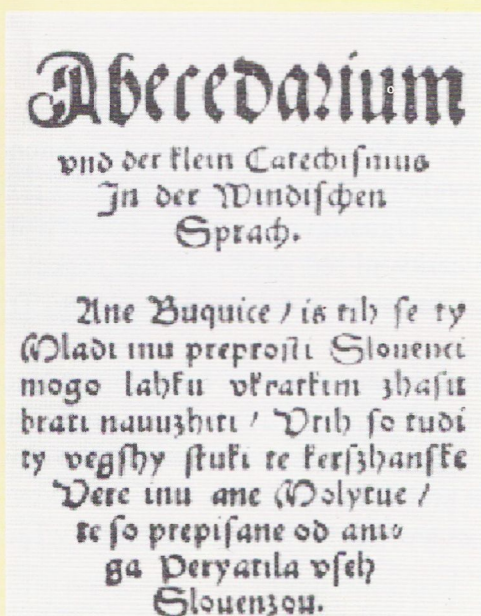 Abecedarium
vnd der klein Catechismus
In der Windischen
Sprach.
Ane Buquice / is tih se ty
Mladi inu preprosti Slouenci
mogo lahku vkratkim zhasu
brati nauuzhiti / Vtih so tudi
ty vegshy stuki te kerszhanske
Vere inu ane Molytue /
te so prepisane od aniga
ga Peryatila vseh
Slouenzou.